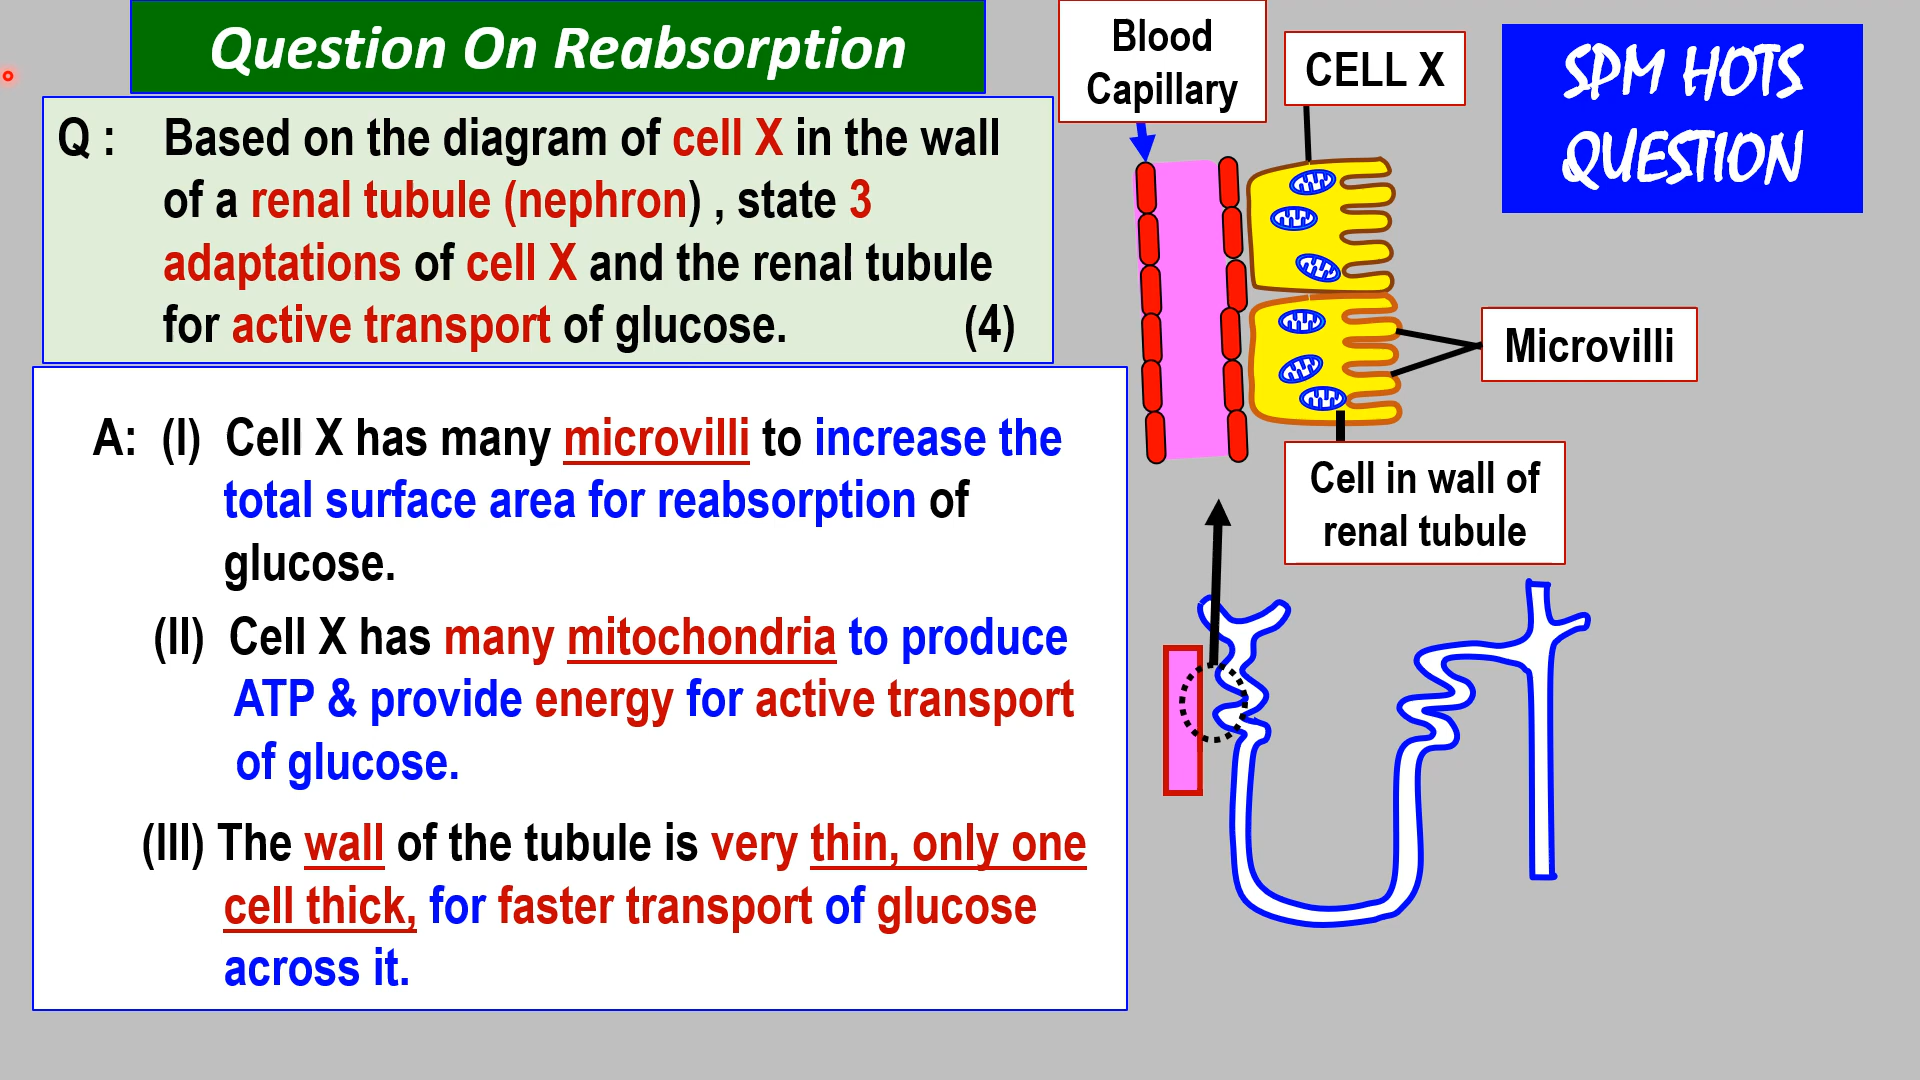 Question On Reabsorption
Q : Based on the diagram of cell X in the wall
of a renal tubule (nephron) , state 3
adaptations of cell X and the renal tubule
for active transport of glucose. (4)
A: (I) Cell X has many microvilli to increase the
total surface area for reabsorption of
glucose.
(II) Cell X has many mitochondria to produce
ATP & provide energy for active transport
of glucose.
(III) The wall of the tubule is very thin, only one
cell thick, for faster transport of glucose
across it.
Blood
Capillary
CELL X
SPM HOTS
QUESTION
Microvilli
Cell in wall of
renal tubule